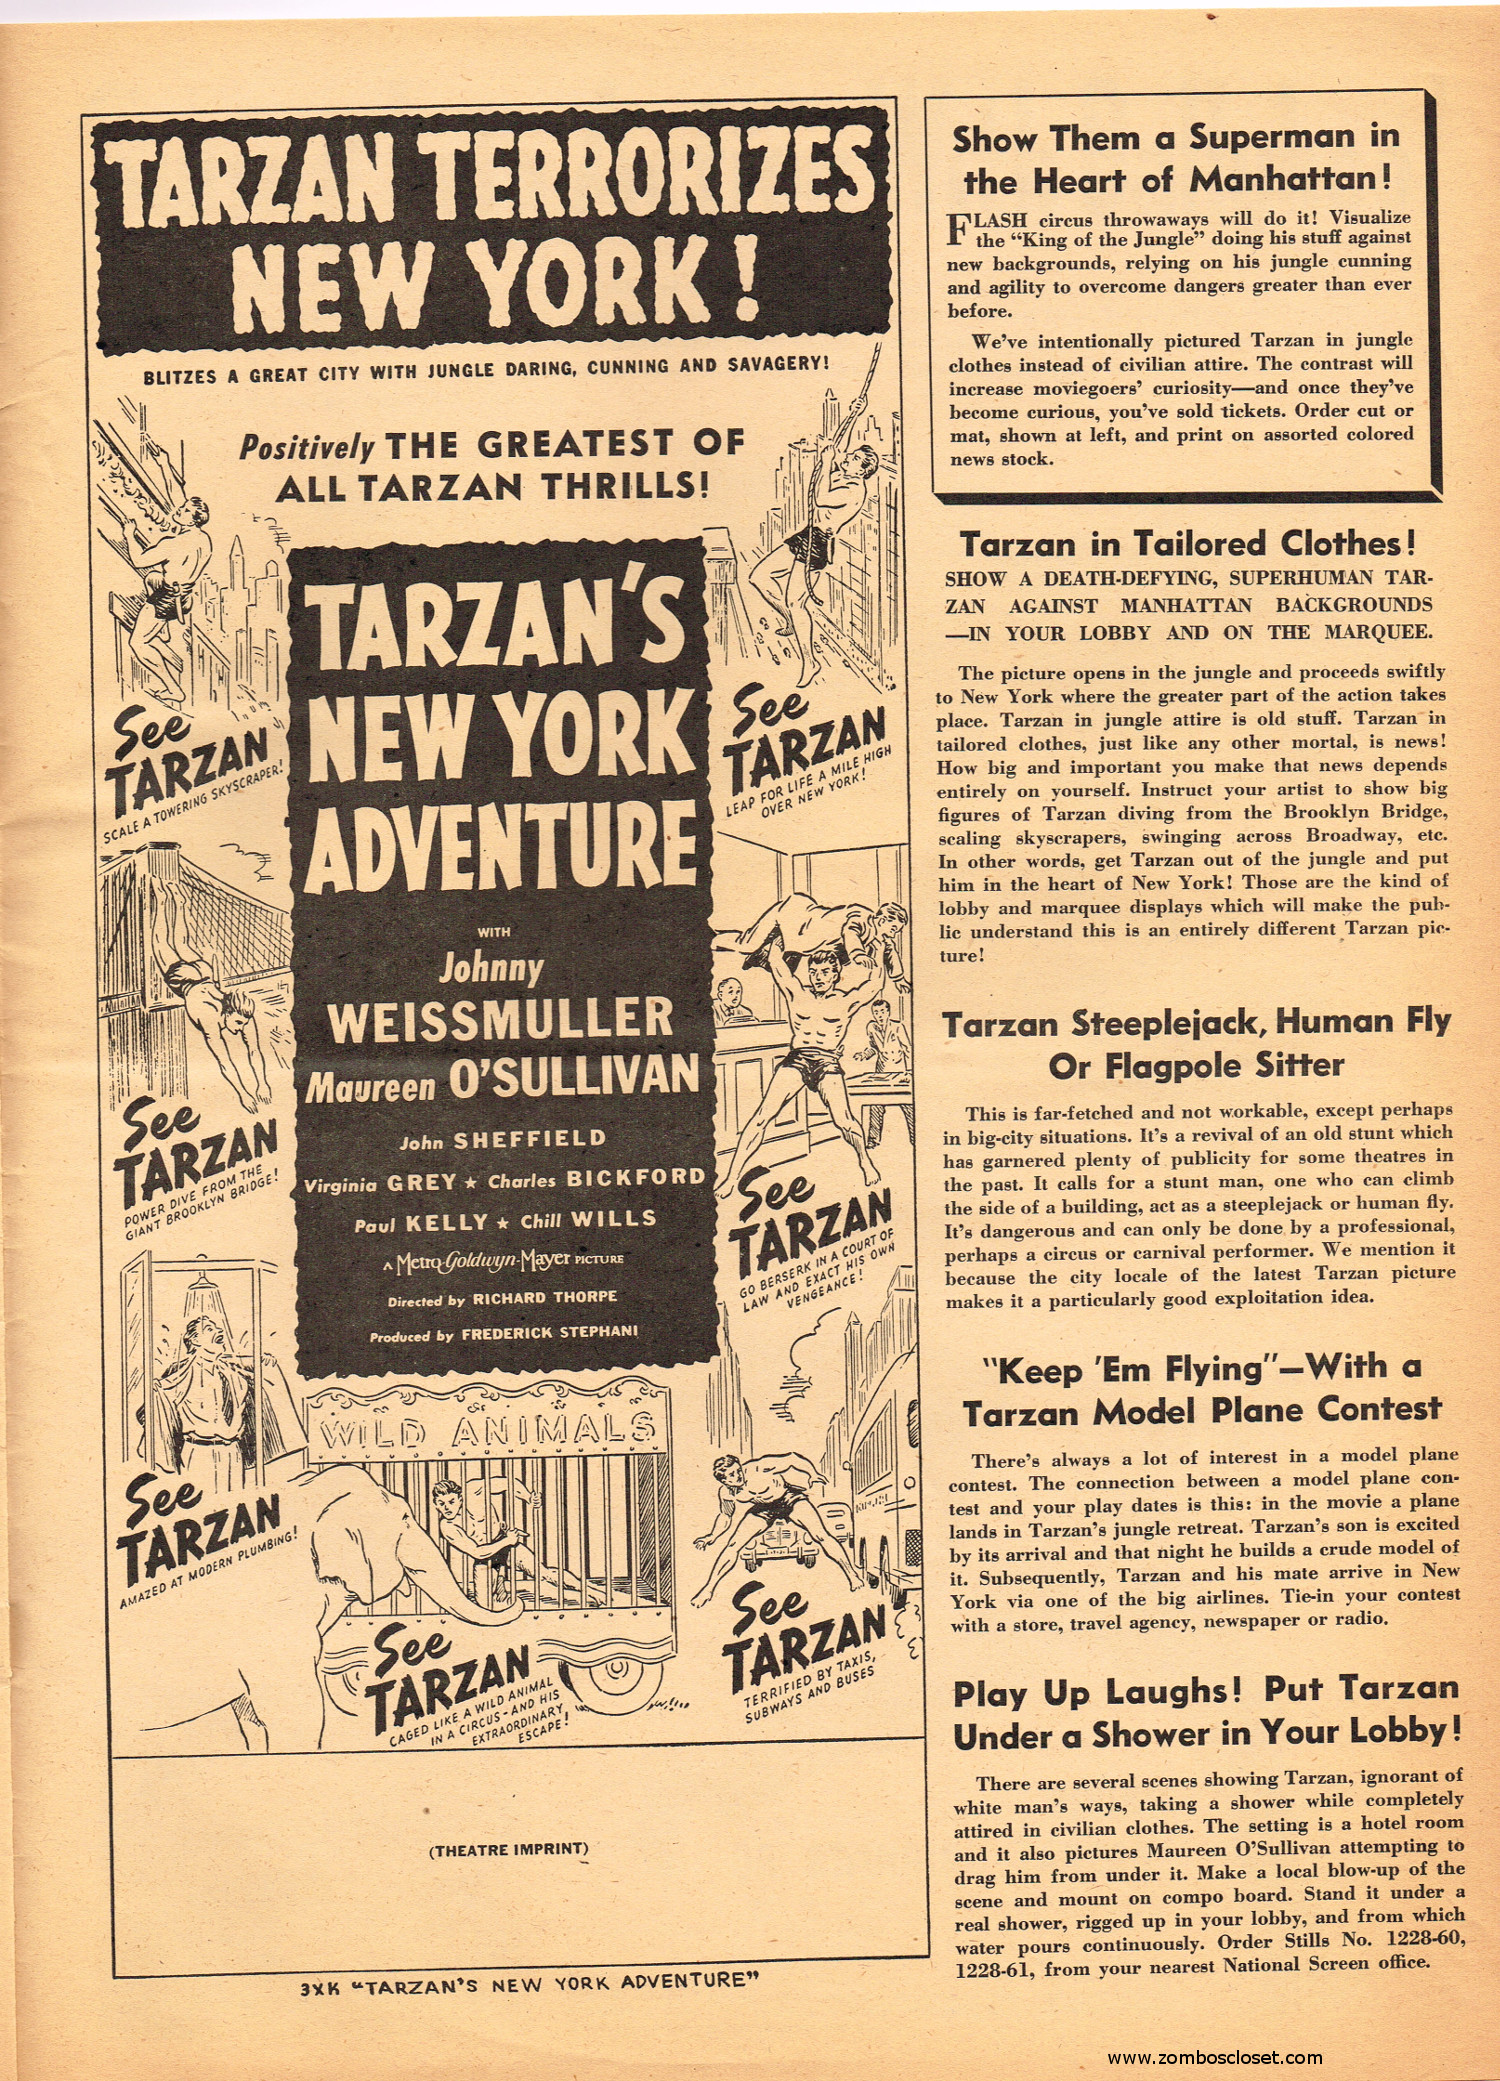 TARZAN TERRORIZES
NEW YORK!
BLITZES A GREAT CITY WITH JUNGLE DARING, CUNNING AND SAVAGERY!
Positively THE GREATEST OF
ALL TARZAN THRILLS!
See
TARZAN
SCALE A TOWERING SKYSCRAPER!
See
TARZAN
LEAP FOR LIFE A MILE HIGH
OVER NEW YORK!
TARZAN'S
NEW YORK
ADVENTURE
WITH
Johnny
WEISSMULLER
Maureen O'SULLIVAN
John SHEFFIELD
Virginia GREY ★ Charles BICKFORD
Paul KELLY ★ Chill WILLS
A Metro-Goldwyn-Mayer PICTURE
Directed by RICHARD THORPE
Produced by FREDERICK STEPHANI
See
TARZAN
POWER DIVE FROM THE
GIANT BROOKLYN BRIDGE!
See
TARZAN
GO BERSERK IN A COURT OF
LAW AND EXACT HIS OWN
VENGEANCE!
See
TARZAN
AMAZED AT MODERN PLUMBING!
WILD ANIMALS
See
TARZAN
CAGED LIKE A WILD ANIMAL
IN A CIRCUS - AND HIS
EXTRAORDINARY
ESCAPE!
See
TARZAN
TERRIFIED BY TAXIS,
SUBWAYS AND BUSES
(THEATRE IMPRINT)
3XK "TARZAN'S NEW YORK ADVENTURE"
Show Them a Superman in
the Heart of Manhattan!
FLASH circus throwaways will do it! Visualize
the "King of the Jungle" doing his stuff against
new backgrounds, relying on his jungle cunning
and agility to overcome dangers greater than ever
before.
We've intentionally pictured Tarzan in jungle
clothes instead of civilian attire. The contrast will
increase moviegoers' curiosity—and once they've
become curious, you've sold tickets. Order cut or
mat, shown at left, and print on assorted colored
news stock.
Tarzan in Tailored Clothes!
SHOW A DEATH-DEFYING, SUPERHUMAN TAR-
ZAN AGAINST MANHATTAN BACKGROUNDS
—IN YOUR LOBBY AND ON THE MARQUEE.
The picture opens in the jungle and proceeds swiftly
to New York where the greater part of the action takes
place. Tarzan in jungle attire is old stuff. Tarzan in
tailored clothes, just like any other mortal, is news!
How big and important you make that news depends
entirely on yourself. Instruct your artist to show big
figures of Tarzan diving from the Brooklyn Bridge,
scaling skyscrapers, swinging across Broadway, etc.
In other words, get Tarzan out of the jungle and put
him in the heart of New York! Those are the kind of
lobby and marquee displays which will make the pub-
lic understand this is an entirely different Tarzan pic-
ture!
Tarzan Steeplejack, Human Fly
Or Flagpole Sitter
This is far-fetched and not workable, except perhaps
in big-city situations. It's a revival of an old stunt which
has garnered plenty of publicity for some theatres in
the past. It calls for a stunt man, one who can climb
the side of a building, act as a steeplejack or human fly.
It's dangerous and can only be done by a professional,
perhaps a circus or carnival performer. We mention it
because the city locale of the latest Tarzan picture
makes it a particularly good exploitation idea.
"Keep 'Em Flying"—With a
Tarzan Model Plane Contest
There's always a lot of interest in a model plane
contest. The connection between a model plane con-
test and your play dates is this: in the movie a plane
lands in Tarzan's jungle retreat. Tarzan's son is excited
by its arrival and that night he builds a crude model of
it. Subsequently, Tarzan and his mate arrive in New
York via one of the big airlines. Tie-in your contest
with a store, travel agency, newspaper or radio.
Play Up Laughs! Put Tarzan
Under a Shower in Your Lobby!
There are several scenes showing Tarzan, ignorant of
white man's ways, taking a shower while completely
attired in civilian clothes. The setting is a hotel room
and it also pictures Maureen O'Sullivan attempting to
drag him from under it. Make a local blow-up of the
scene and mount on compo board. Stand it under a
real shower, rigged up in your lobby, and from which
water pours continuously. Order Stills No. 1228-60,
1228-61, from your nearest National Screen office.
www.zomboscloset.com